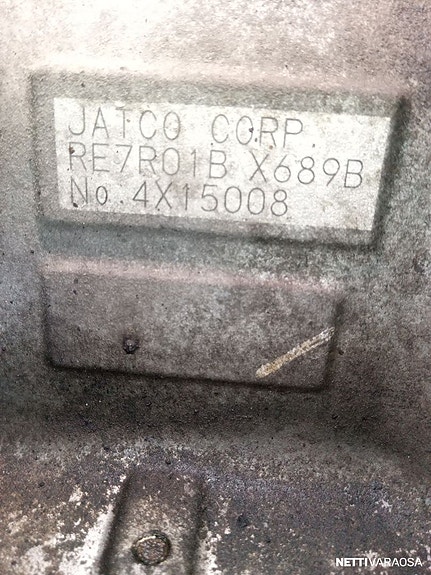 JATCO CORP.
RE7R01B X689B
No.4X15008
NETTIVARAOSA